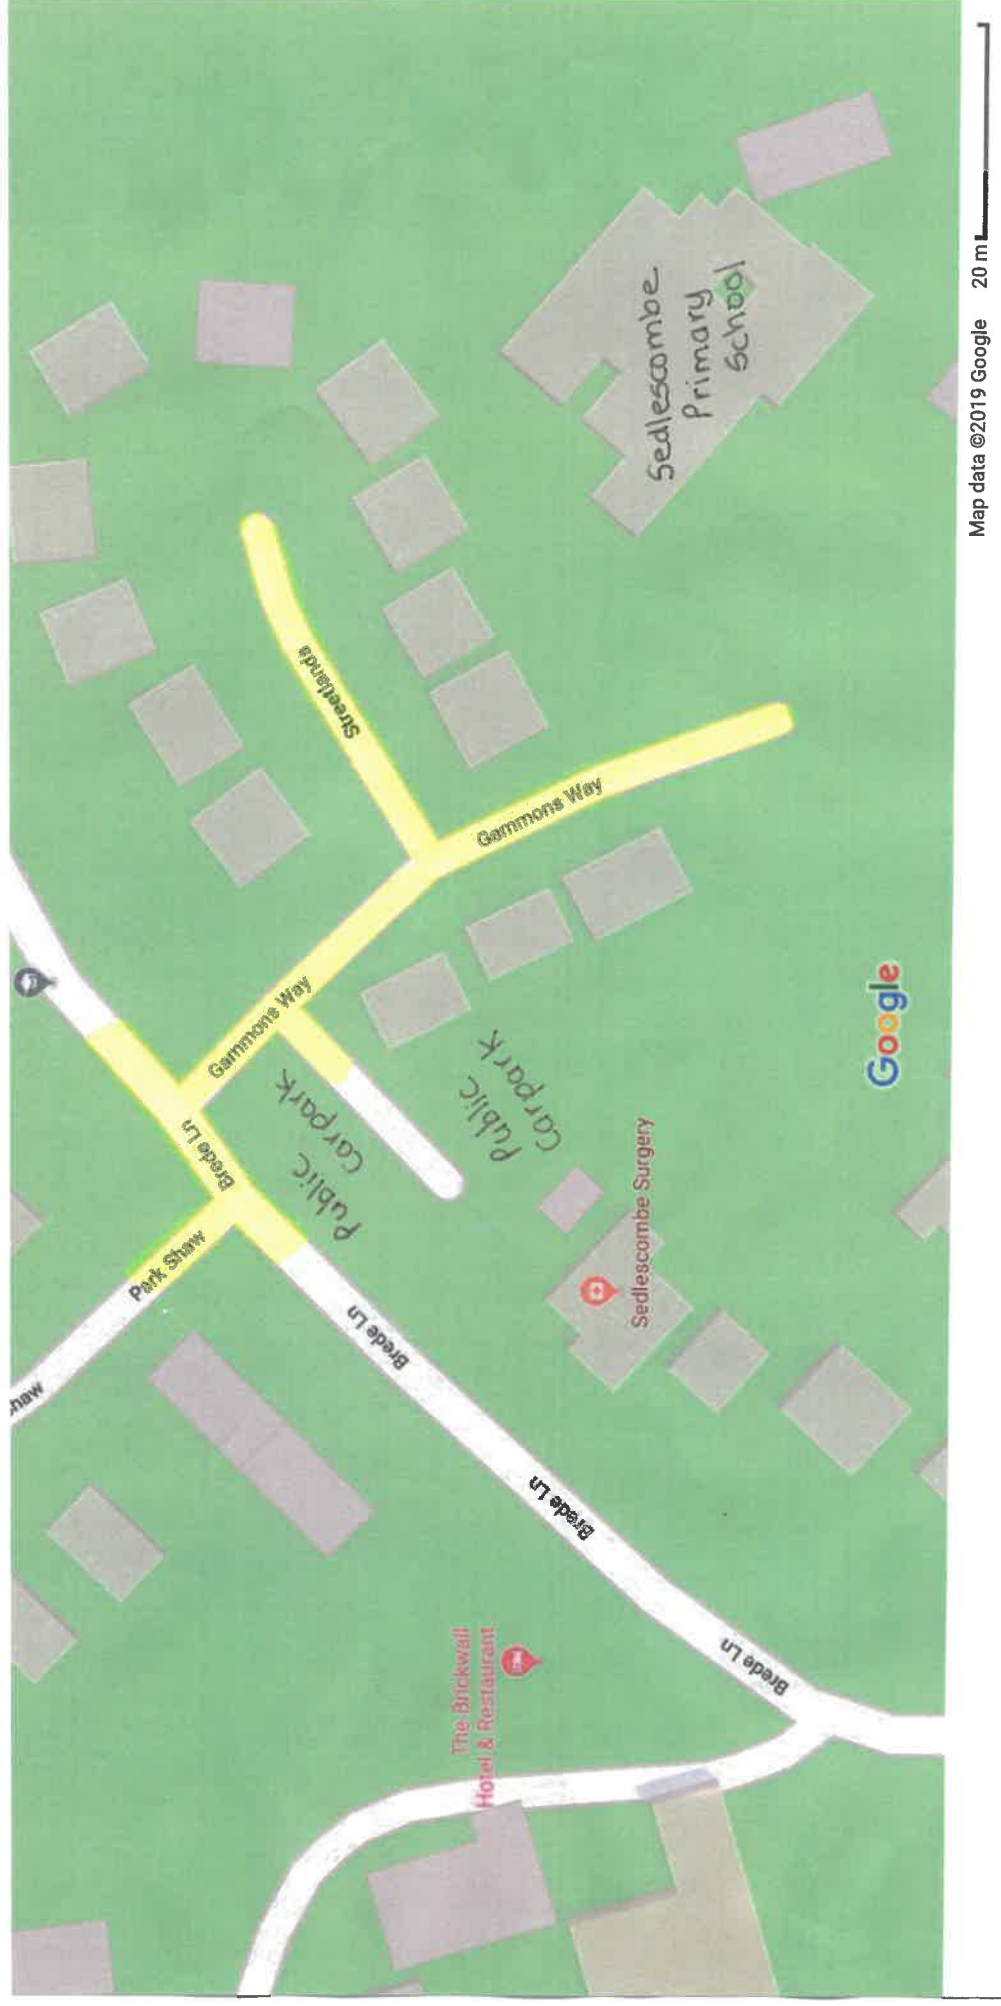 Sedlescombe
Primary
School
Streetlands
Gammons Way
Gammons Way
Public
Carpark
Public
Carpark
Brede Ln
Park Shaw
haw
Brede Ln
Brede Ln
Brede Ln
Sedlescombe Surgery
The Brickwall
Hotel & Restaurant
Google
Map data ©2019 Google 20 m